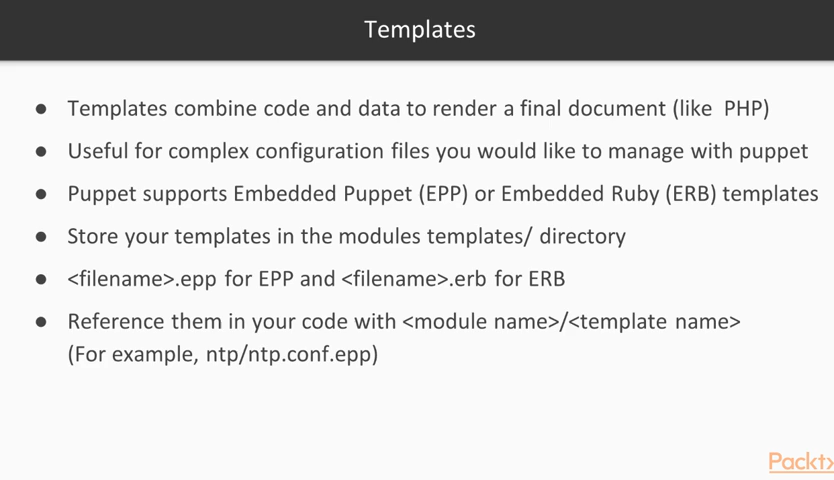 Templates
● Templates combine code and data to render a final document (like PHP)
● Useful for complex configuration files you would like to manage with puppet
● Puppet supports Embedded Puppet (EPP) or Embedded Ruby (ERB) templates
● Store your templates in the modules templates/ directory
● <filename>.epp for EPP and <filename>.erb for ERB
● Reference them in your code with <module name>/<template name>
(For example, ntp/ntp.conf.epp)
Packt